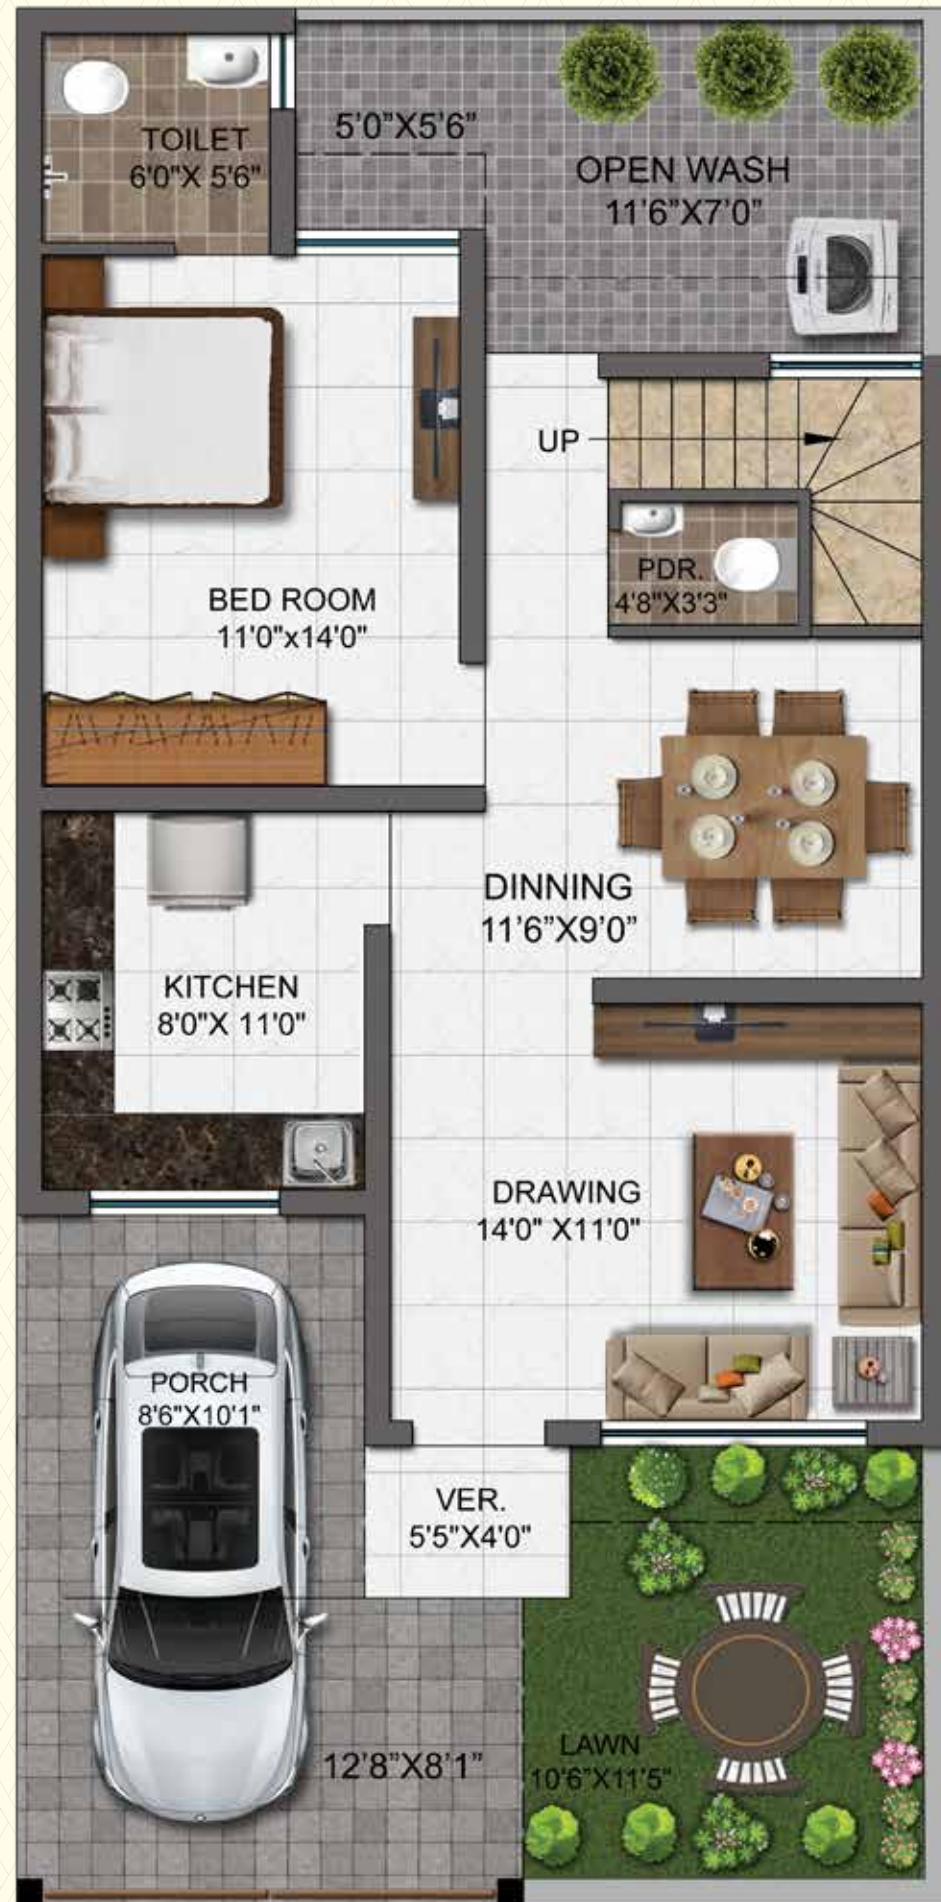 TOILET
6'0"X 5'6"
5'0"X5'6"
OPEN WASH
11'6"X7'0"
UP
PDR.
4'8"X3'3"
BED ROOM
11'0"x14'0"
DINNING
11'6"X9'0"
KITCHEN
8'0"X 11'0"
DRAWING
14'0" X11'0"
PORCH
8'6"X10'1"
VER.
5'5"X4'0"
12'8"X8'1"
LAWN
10'6"X11'5"